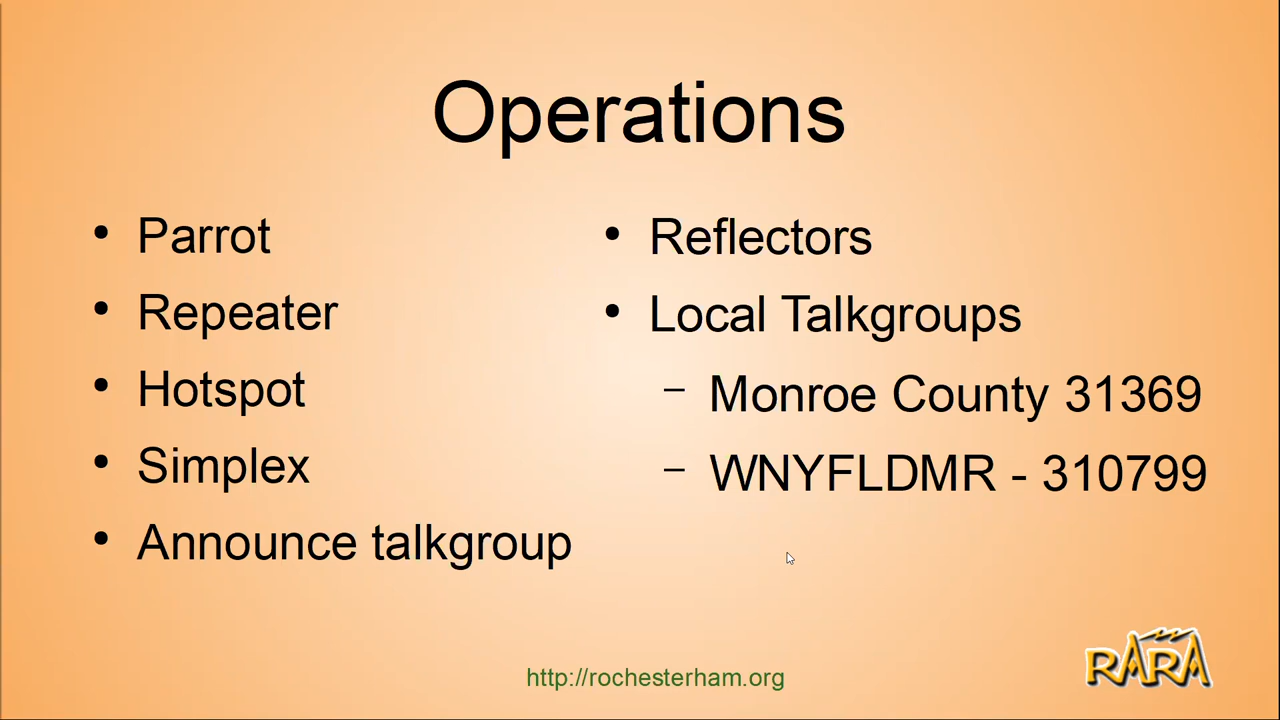 Operations
• Parrot
• Repeater
• Hotspot
• Simplex
• Announce talkgroup
• Reflectors
• Local Talkgroups
– Monroe County 31369
– WNYFLDMR - 310799
http://rochesterham.org
RARA